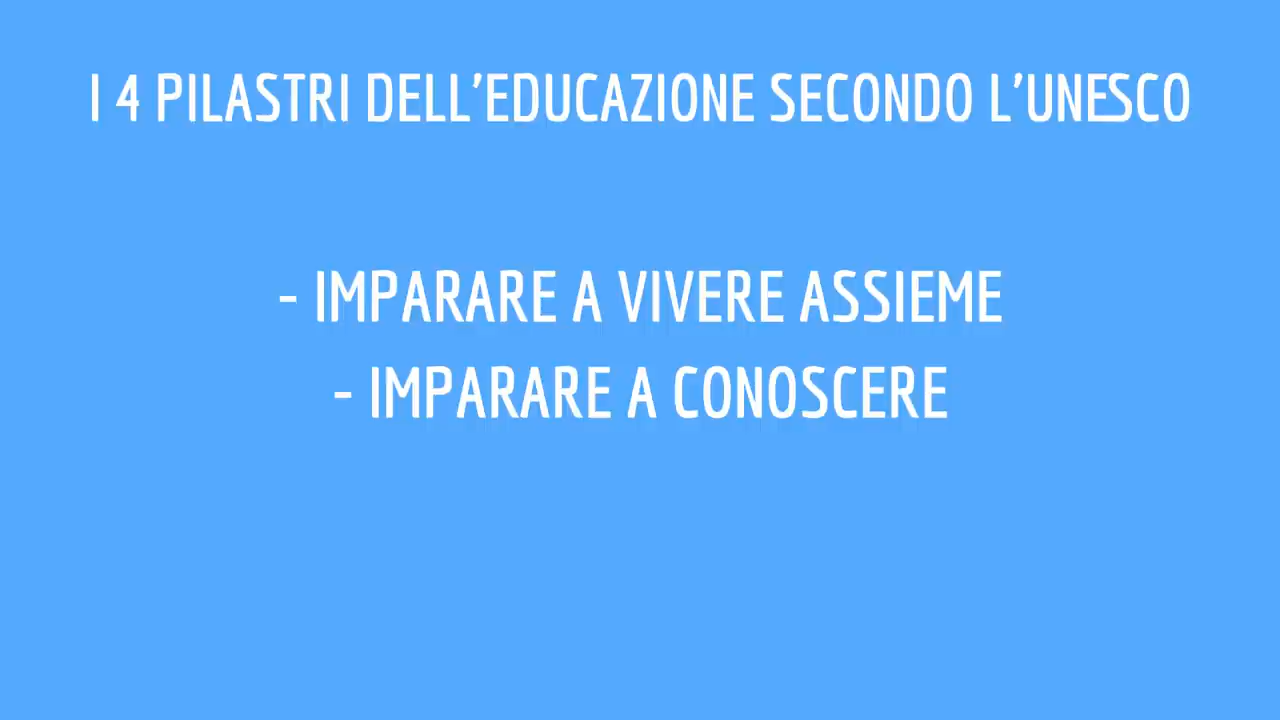 I 4 PILASTRI DELL’EDUCAZIONE SECONDO L’UNESCO
- IMPARARE A VIVERE ASSIEME
- IMPARARE A CONOSCERE